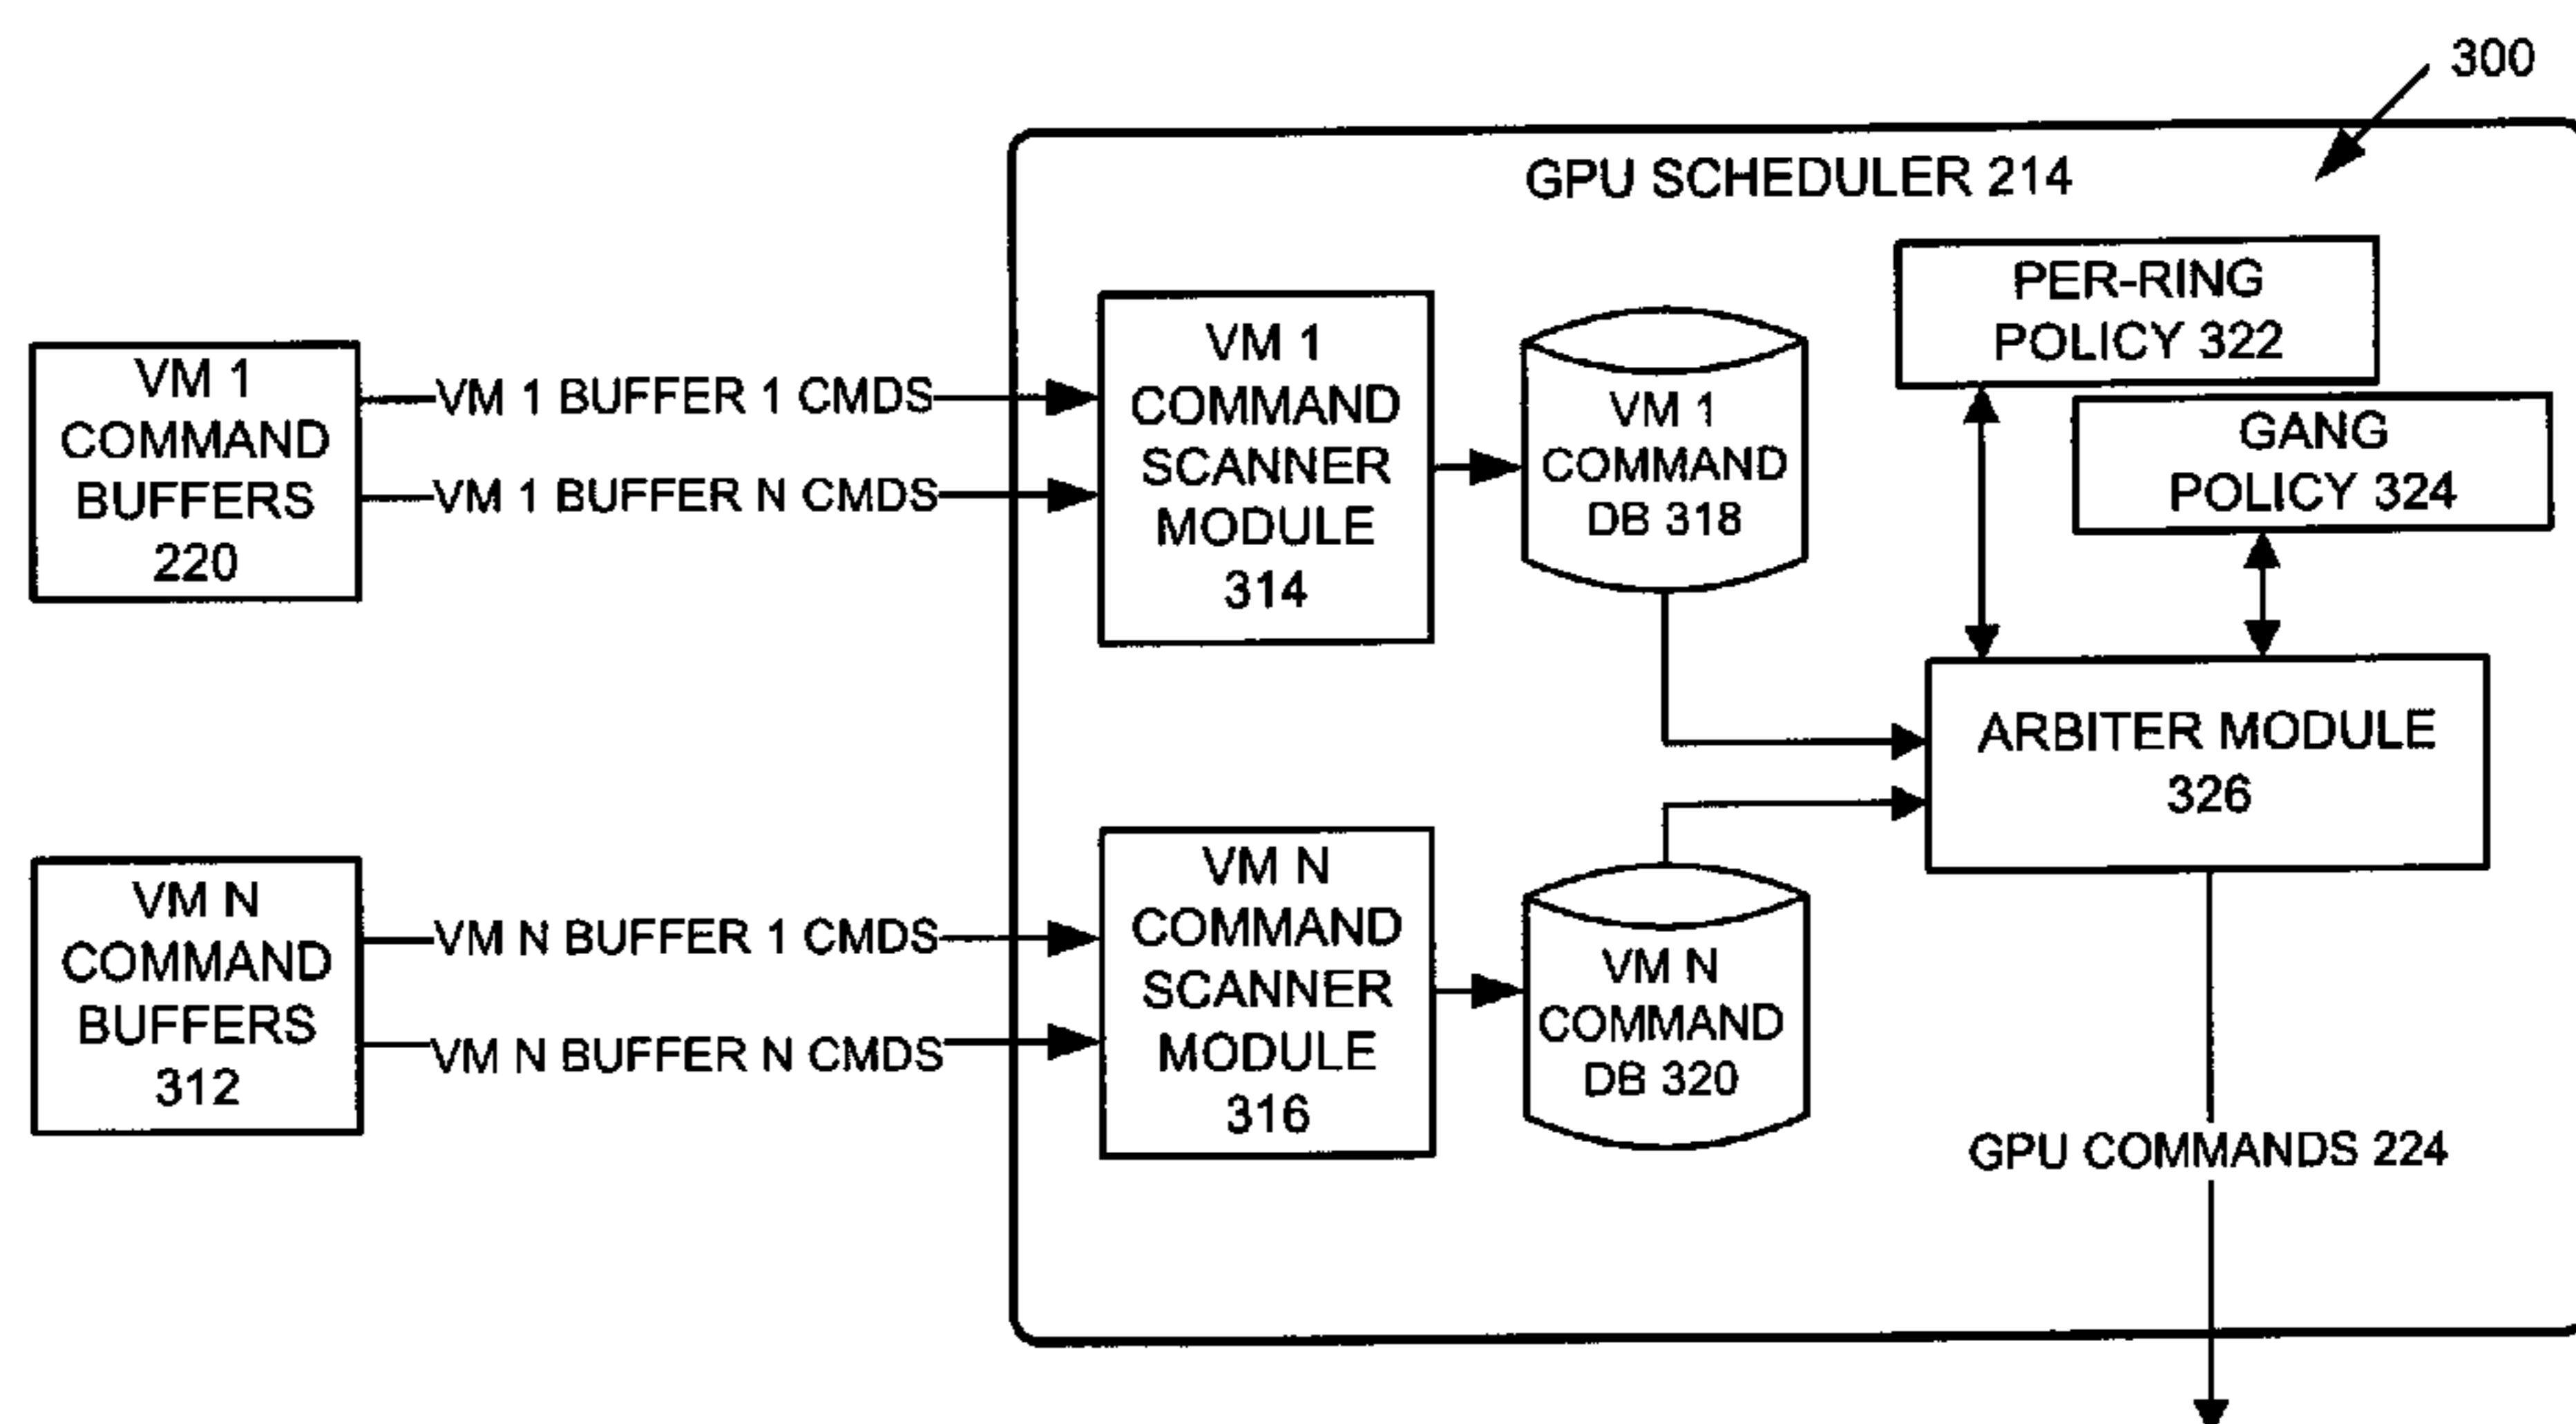 300
GPU SCHEDULER 214
PER-RING
POLICY 322
GANG
POLICY 324
VM 1
COMMAND
BUFFERS
220
VM 1 BUFFER 1 CMDS
VM 1 BUFFER N CMDS
VM 1
COMMAND
SCANNER
MODULE
314
VM 1
COMMAND
DB 318
ARBITER MODULE
326
VM N
COMMAND
BUFFERS
312
VM N BUFFER 1 CMDS
VM N BUFFER N CMDS
VM N
COMMAND
SCANNER
MODULE
316
VM N
COMMAND
DB 320
GPU COMMANDS 224